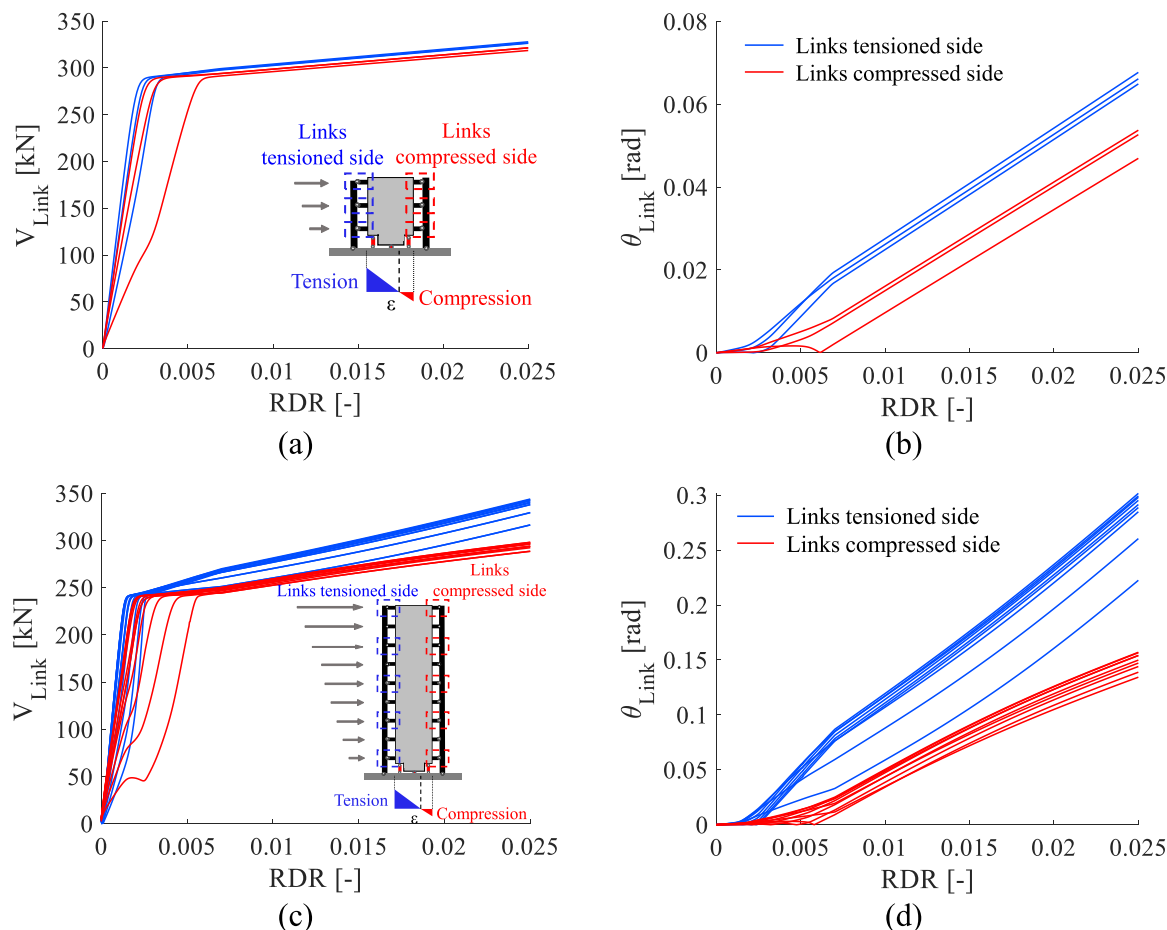 350
300
250
200
150
100
50
0
V_Link [kN]
Links
tensioned side
Links
compressed side
Tension
Compression
ε
0
0.005
0.01
0.015
0.02
0.025
RDR [-]
(a)
0.08
0.06
0.04
0.02
0
θ_Link [rad]
Links tensioned side
Links compressed side
0
0.005
0.01
0.015
0.02
0.025
RDR [-]
(b)
350
300
250
200
150
100
50
0
V_Link [kN]
Links
Links tensioned side
compressed side
Tension
Compression
ε
0
0.005
0.01
0.015
0.02
0.025
RDR [-]
(c)
0.3
0.25
0.2
0.15
0.1
0.05
0
θ_Link [rad]
Links tensioned side
Links compressed side
0
0.005
0.01
0.015
0.02
0.025
RDR [-]
(d)